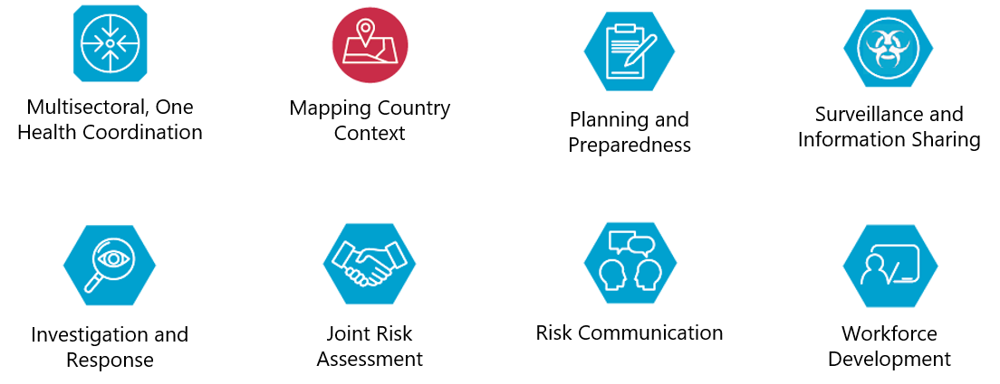 Multisectoral, One
Health Coordination
Mapping Country
Context
Planning and
Preparedness
Surveillance and
Information Sharing
Investigation and
Response
Joint Risk
Assessment
Risk Communication
Workforce
Development